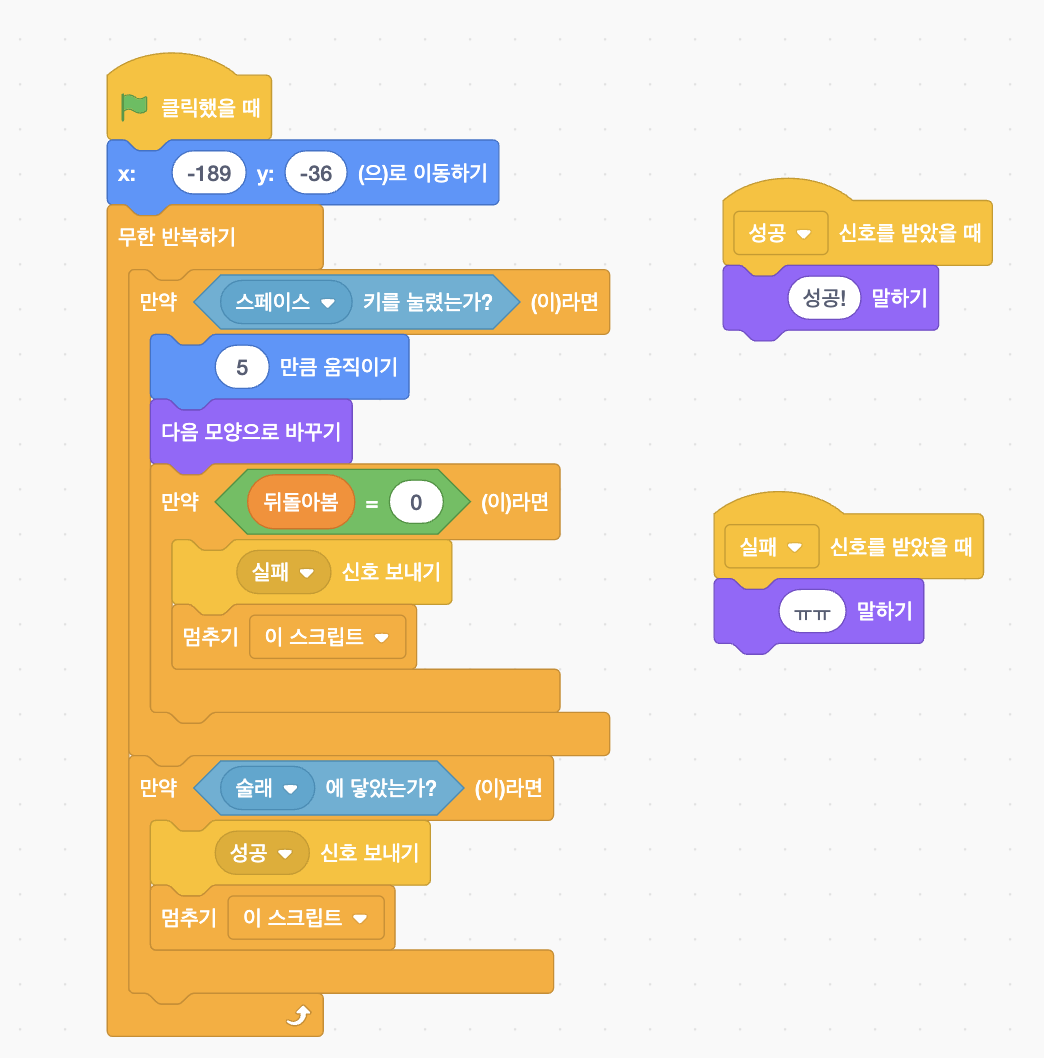 클릭했을 때
x: -189 y: -36 (으)로 이동하기
무한 반복하기
만약 스페이스 키를 눌렀는가? (이)라면
5 만큼 움직이기
다음 모양으로 바꾸기
만약 뒤돌아봄 = 0 (이)라면
실패 신호 보내기
멈추기 이 스크립트
만약 술래 에 닿았는가? (이)라면
성공 신호 보내기
멈추기 이 스크립트
성공 신호를 받았을 때
성공! 말하기
실패 신호를 받았을 때
ㅠㅠ 말하기